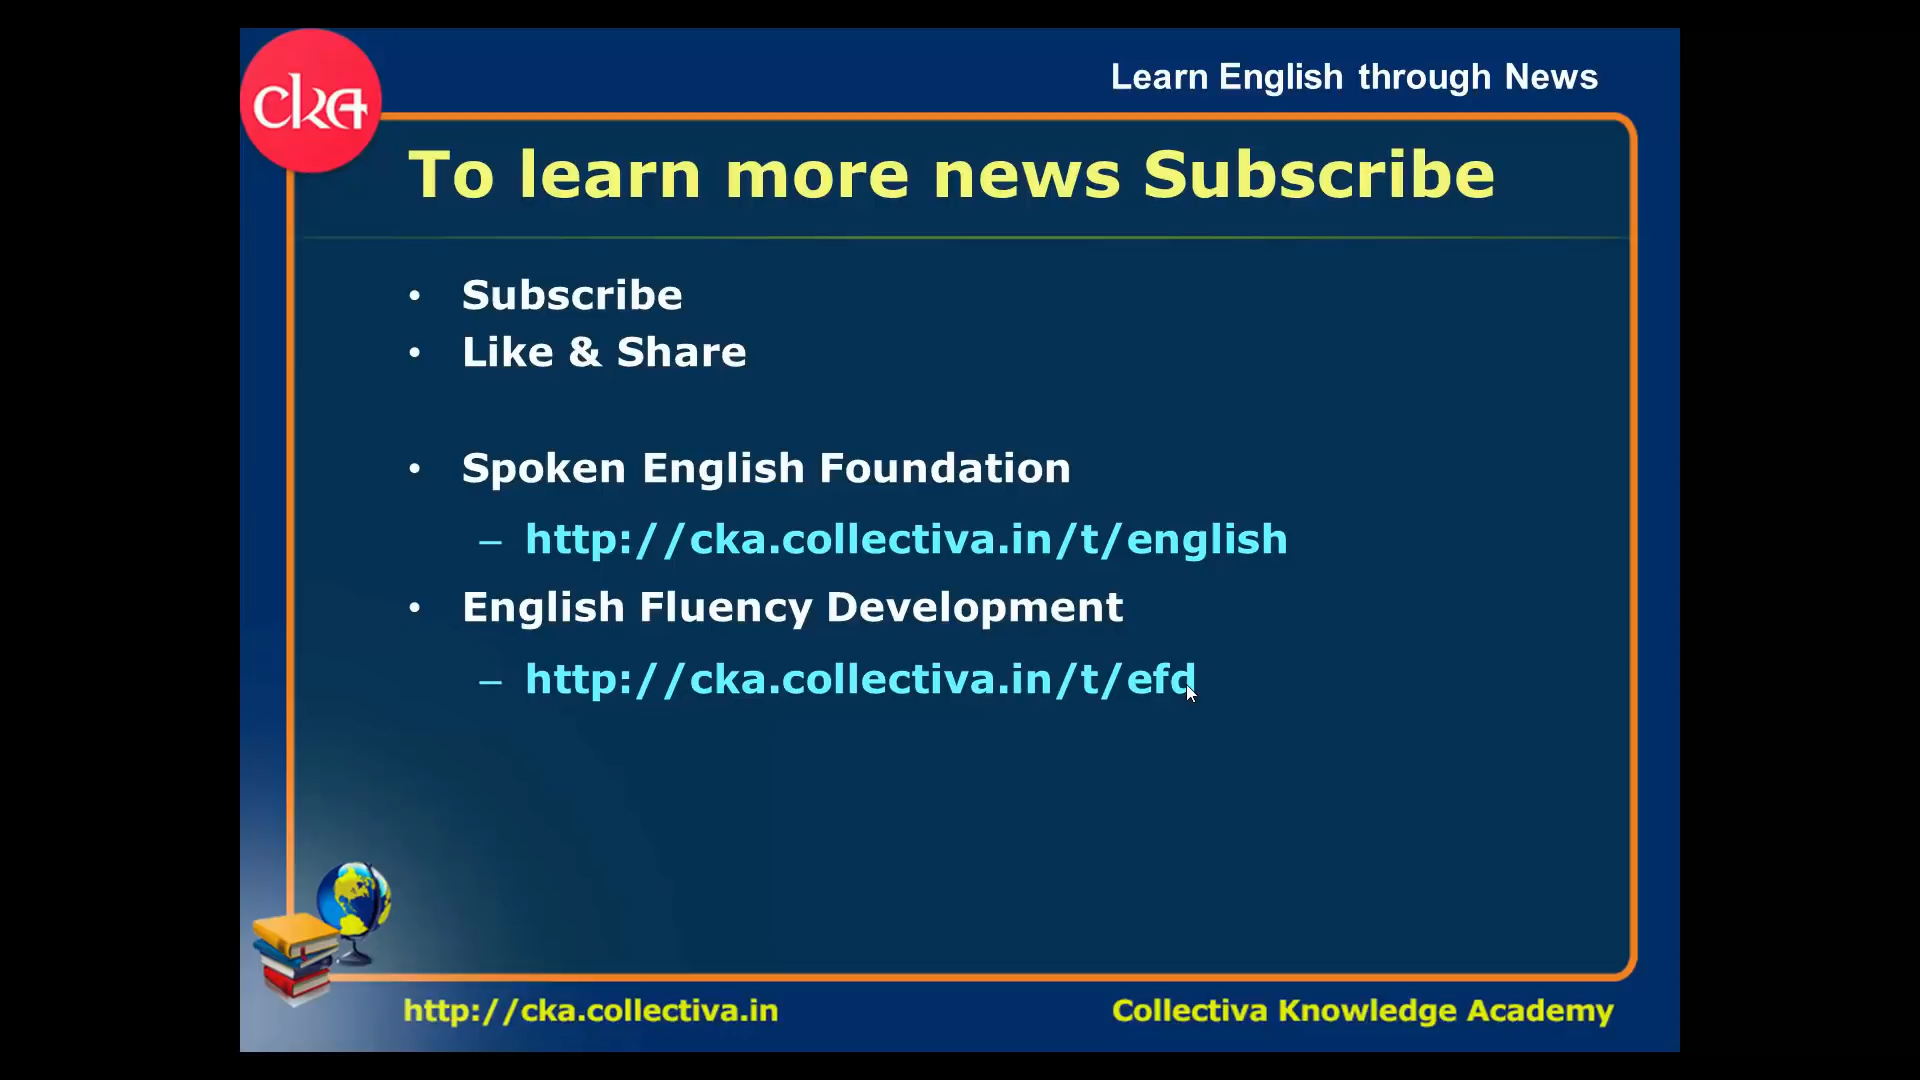 cka
Learn English through News
To learn more news Subscribe
• Subscribe
• Like & Share
• Spoken English Foundation
– http://cka.collectiva.in/t/english
• English Fluency Development
– http://cka.collectiva.in/t/efd
http://cka.collectiva.in
Collectiva Knowledge Academy